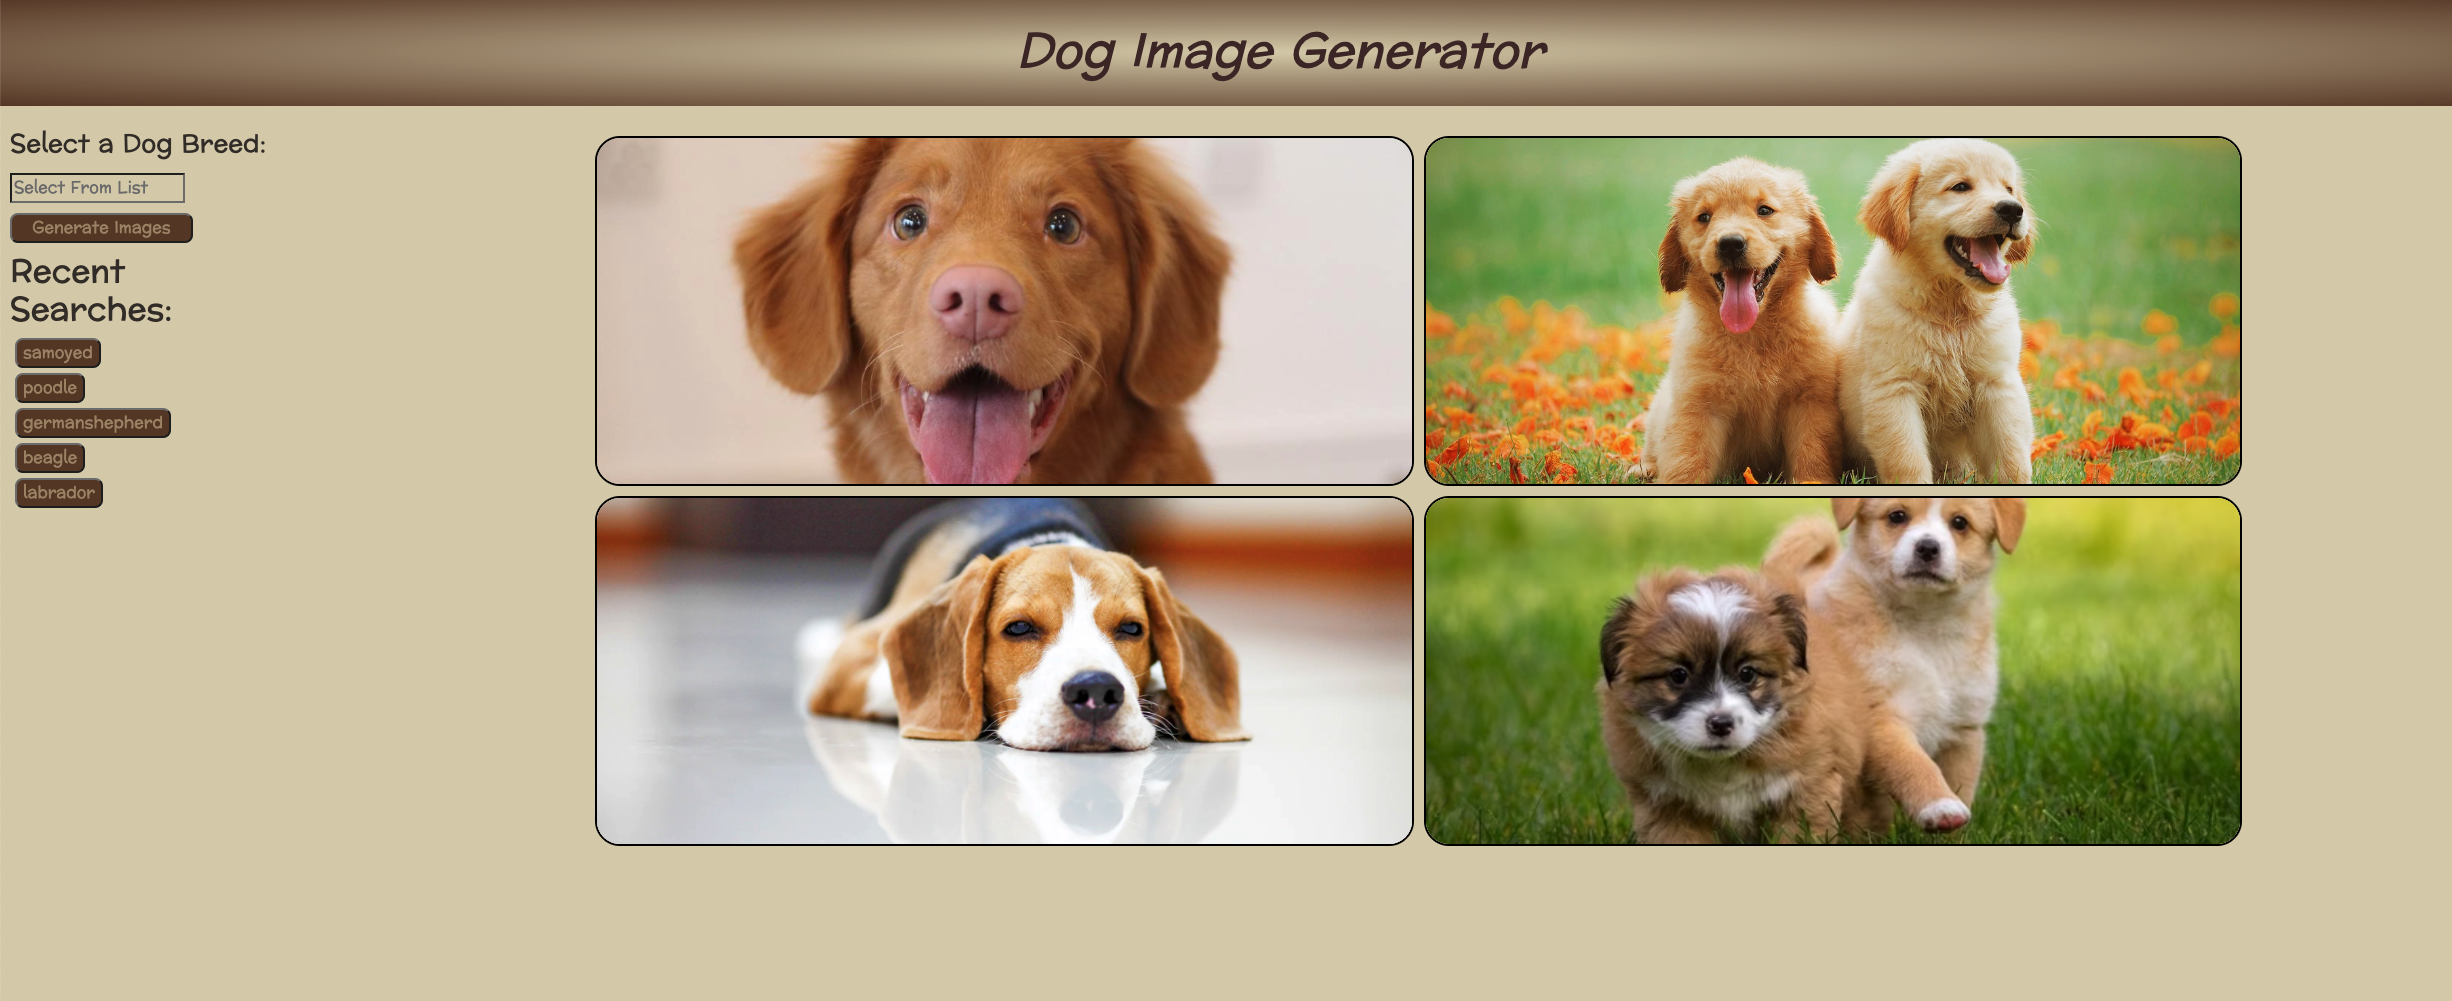 Dog Image Generator
Select a Dog Breed:
Select From List
Generate Images
Recent
Searches:
samoyed
poodle
germanshepherd
beagle
labrador